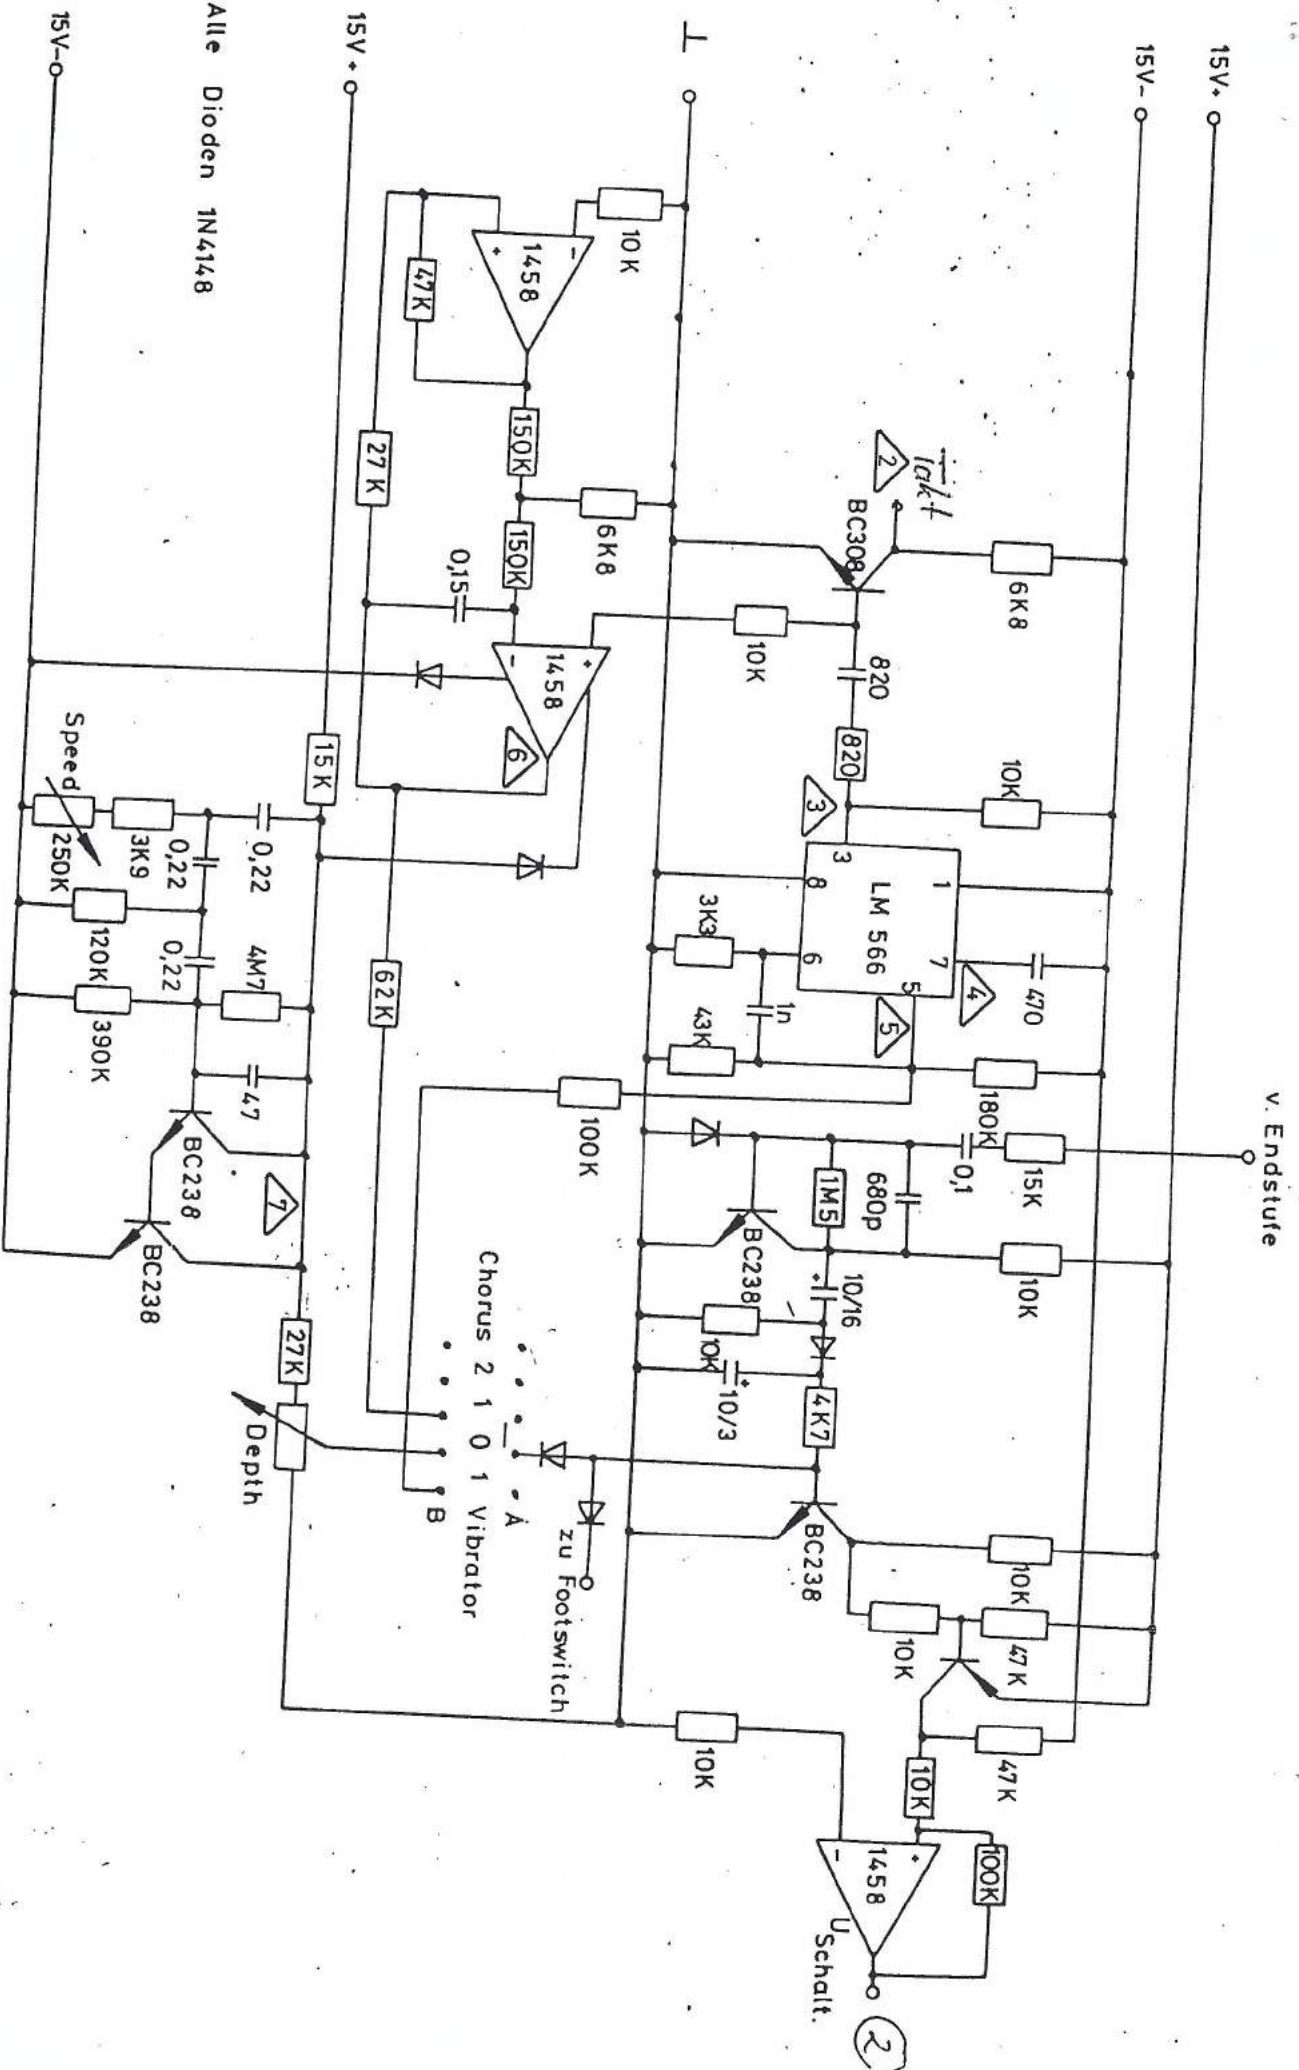 15V+
15V-
v. Endstufe
Takt
2
6K8
BC308
10K
820
820
3
10K
3
1
LM 566
8
6
7
5
4
470
5
3K3
1n
43K
180K
100K
15K
0,1
680p
1M5
BC238
10K
10/16
10K
10/3
4K7
BC238
10K
10K
47K
47K
10K
100K
1458
+
-
USchalt.
2
10K
10K
1458
-
+
47K
150K
6K8
150K
27K
0,15
1458
+
-
6
62K
Chorus 2 1 0 1 Vibrator
A
B
zu Footswitch
15V+
15K
Speed
250K
3K9
0,22
0,22
120K
0,22
4M7
390K
47
BC238
BC238
7
27K
Depth
Alle Dioden 1N4148
15V-